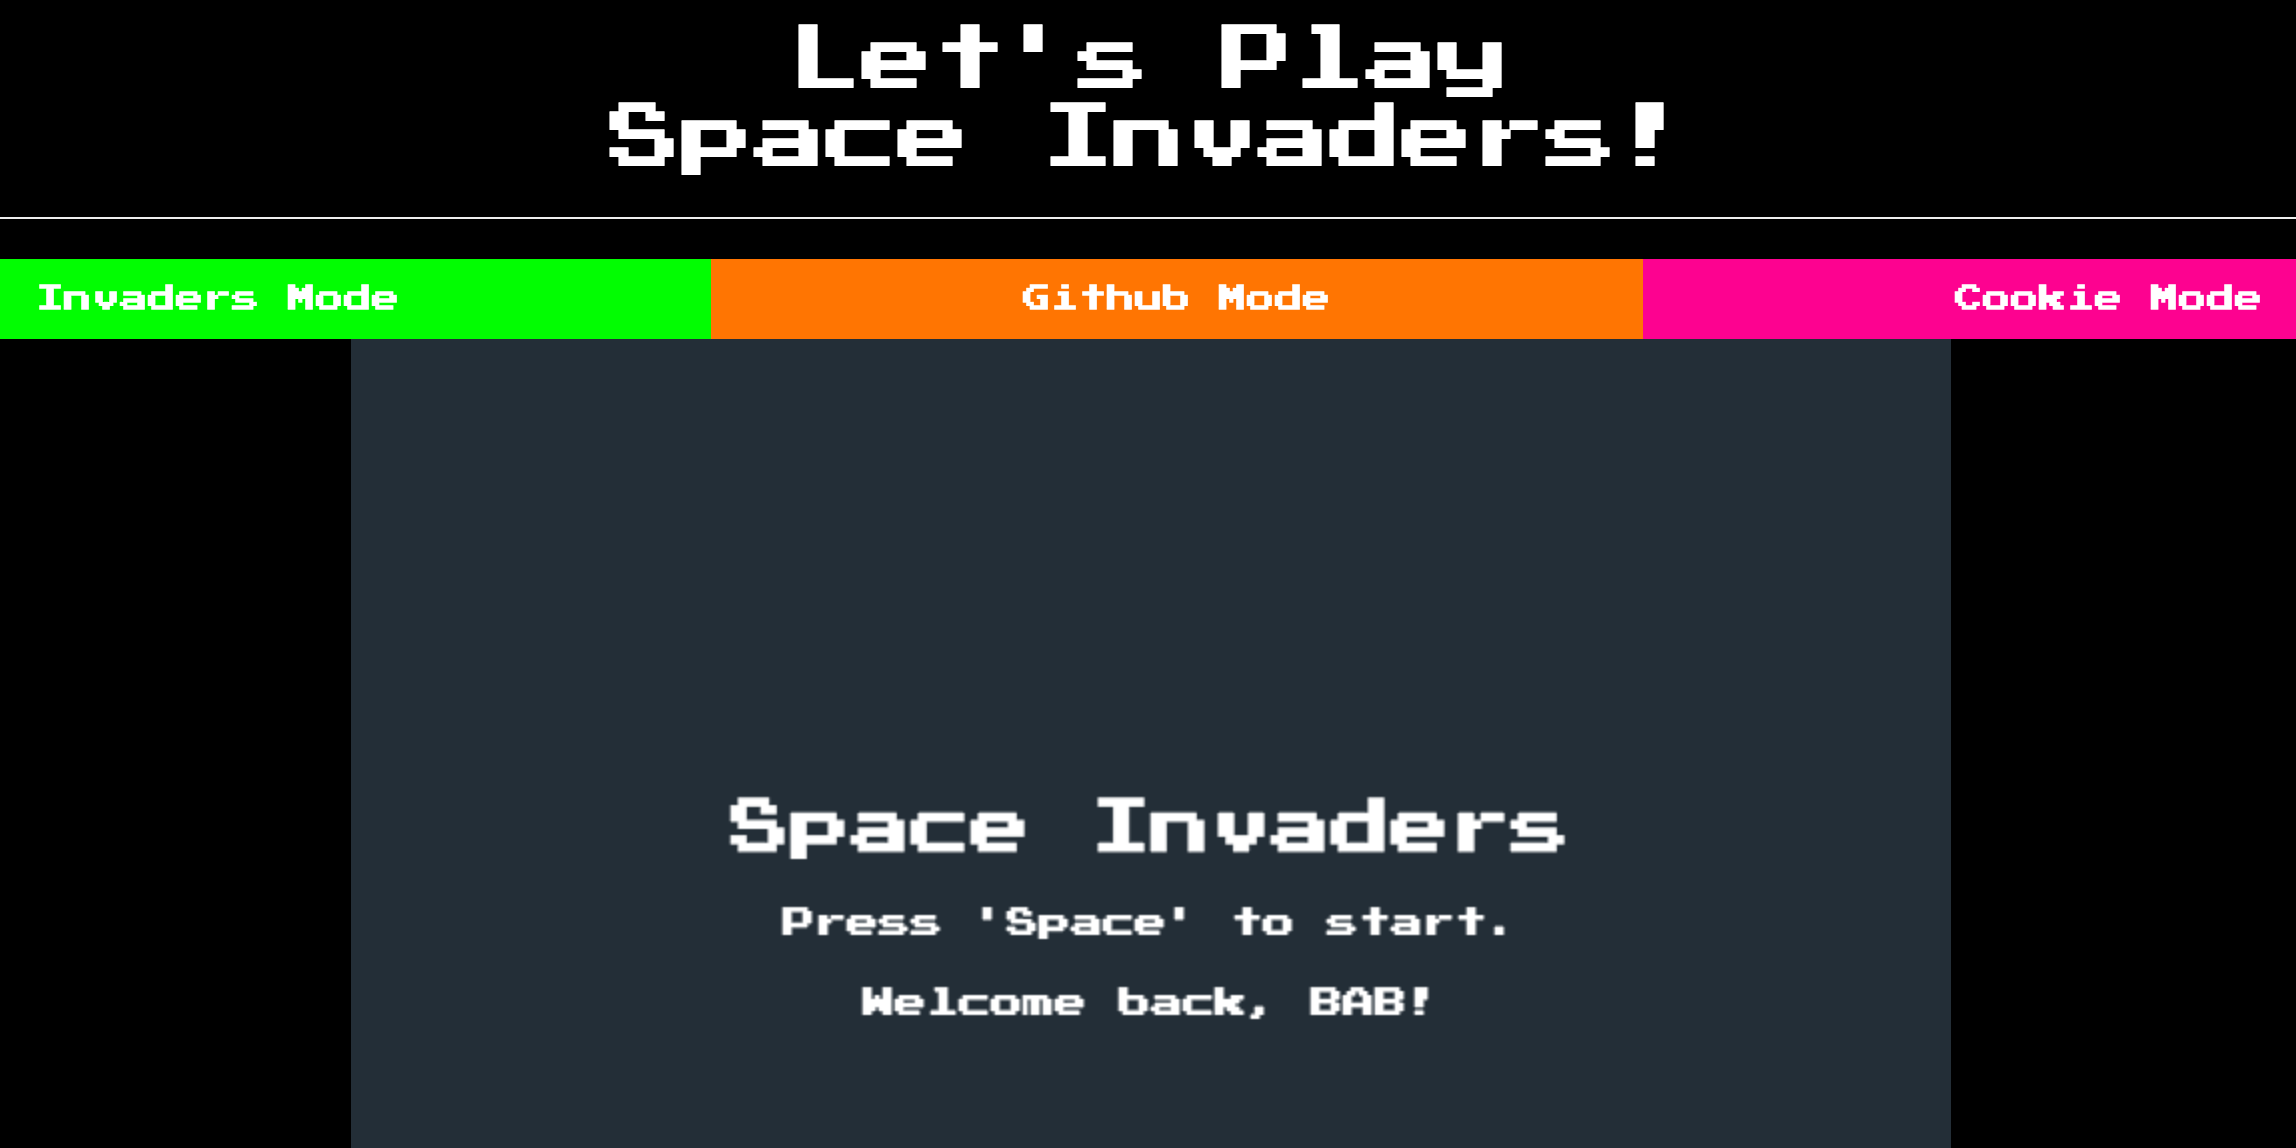 Let's Play
Space Invaders!
Invaders Mode
Github Mode
Cookie Mode
Space Invaders
Press 'Space' to start.
Welcome back, BAB!